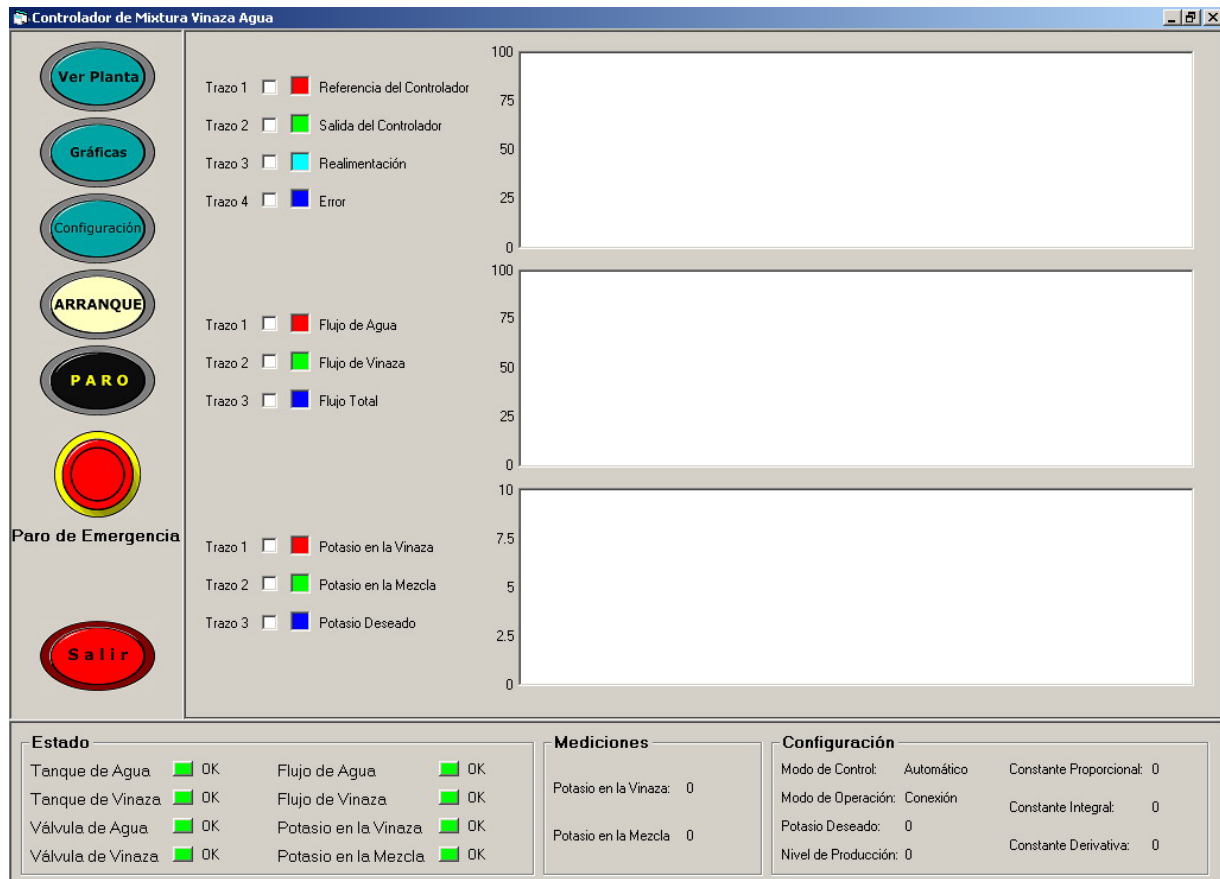 Controlador de Mixtura Vinaza Agua
Ver Planta
Gráficas
Configuración
ARRANQUE
P A R O
Paro de Emergencia
S a l i r
Trazo 1 Referencia del Controlador
Trazo 2 Salida del Controlador
Trazo 3 Realimentación
Trazo 4 Error
100
75
50
25
0
Trazo 1 Flujo de Agua
Trazo 2 Flujo de Vinaza
Trazo 3 Flujo Total
100
75
50
25
0
Trazo 1 Potasio en la Vinaza
Trazo 2 Potasio en la Mezcla
Trazo 3 Potasio Deseado
10
7.5
5
2.5
0
Estado
Tanque de Agua OK Flujo de Agua OK
Tanque de Vinaza OK Flujo de Vinaza OK
Válvula de Agua OK Potasio en la Vinaza OK
Válvula de Vinaza OK Potasio en la Mezcla OK
Mediciones
Potasio en la Vinaza: 0
Potasio en la Mezcla 0
Configuración
Modo de Control: Automático
Modo de Operación: Conexión
Potasio Deseado: 0
Nivel de Producción: 0
Constante Proporcional: 0
Constante Integral: 0
Constante Derivativa: 0